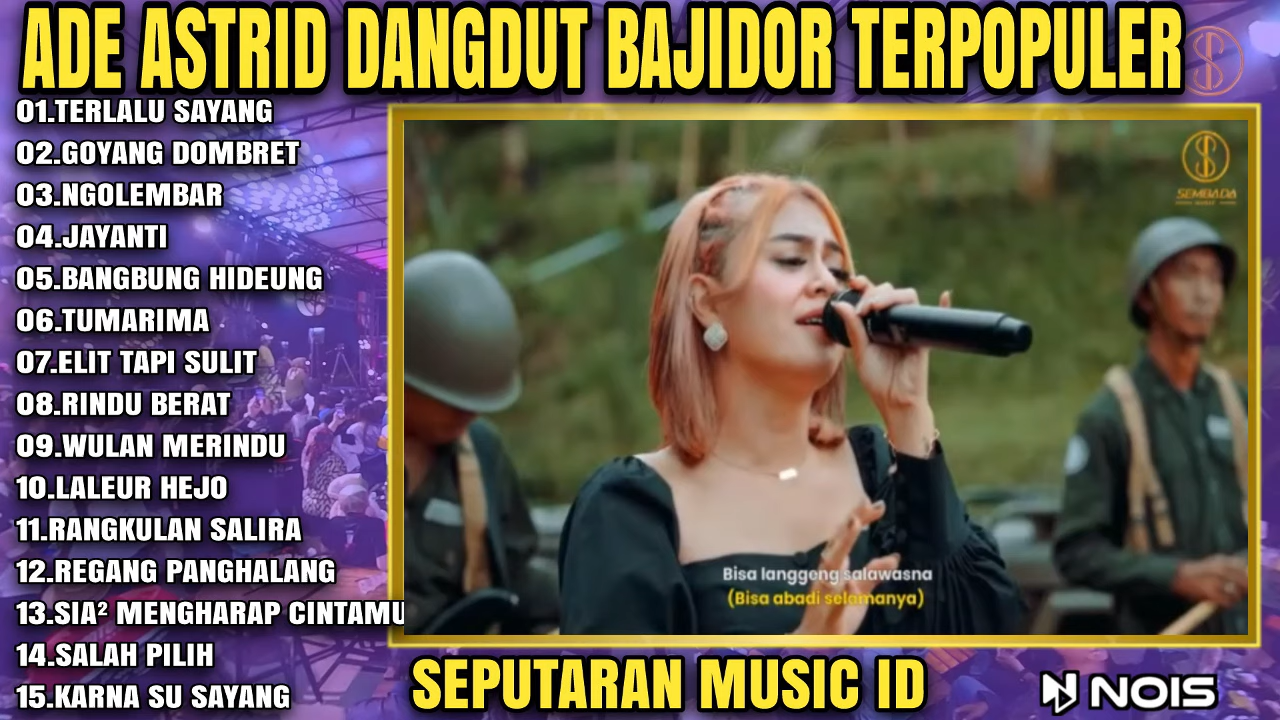 ADE ASTRID DANGDUT BAJIDOR TERPOPULER
01.TERLALU SAYANG
02.GOYANG DOMBRET
03.NGOLEMBAR
04.JAYANTI
05.BANGBUNG HIDEUNG
06.TUMARIMA
07.ELIT TAPI SULIT
08.RINDU BERAT
09.WULAN MERINDU
10.LALEUR HEJO
11.RANGKULAN SALIRA
12.REGANG PANGHALANG
13.SIA² MENGHARAP CINTAMU
14.SALAH PILIH
15.KARNA SU SAYANG
SEMBADA
Bisa langgeng salawasna
(Bisa abadi selamanya)
SEPUTARAN MUSIC ID
NOIS